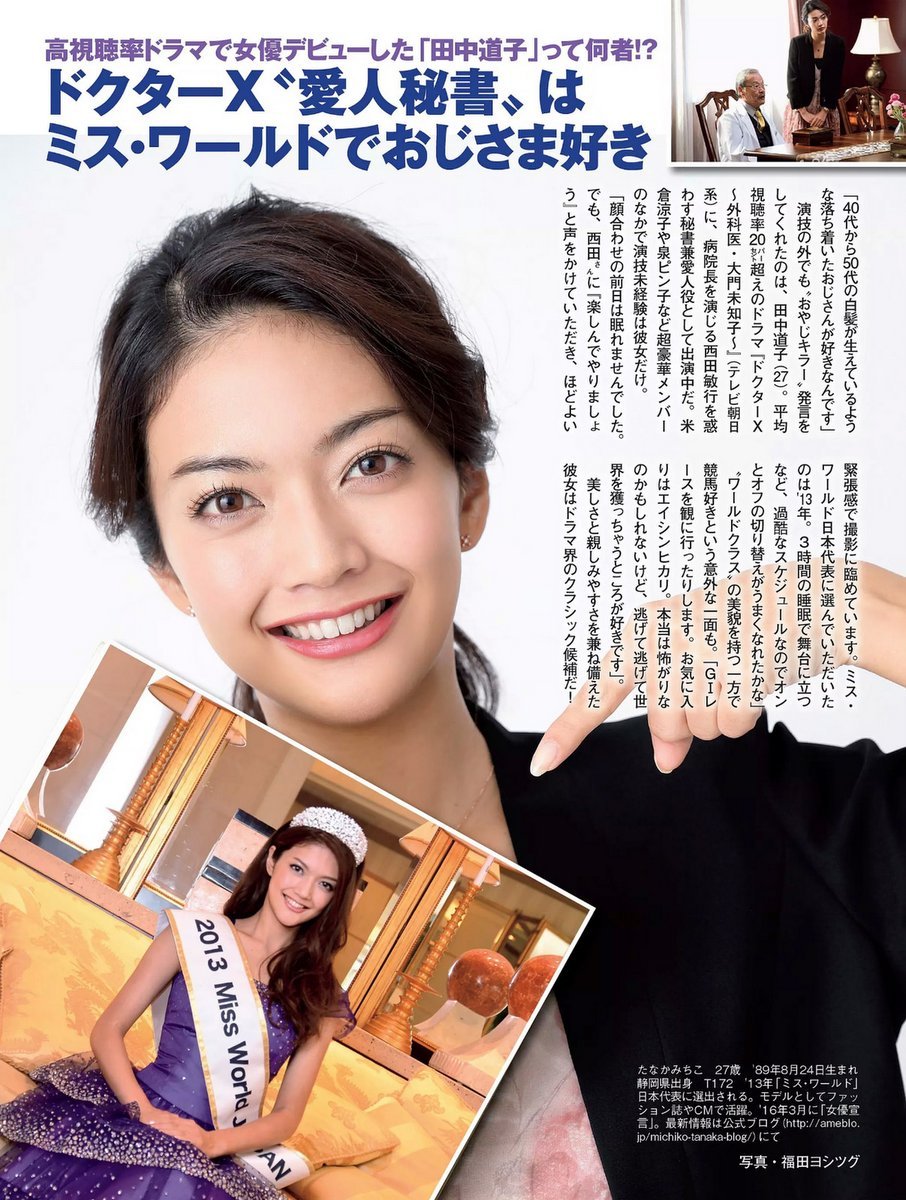 高視聴率ドラマで女優デビューした「田中道子」って何者!?
ドクターX〝愛人秘書〟は
ミス・ワールドでおじさま好き
「40代から50代の白髪が生えているよう
な落ち着いたおじさんが好きなんです」
　演技の外でも〝おやじキラー〟発言を
してくれたのは、田中道子（27）。平均
視聴率20パーセント超えのドラマ『ドクターX
～外科医・大門未知子～』（テレビ朝日
系）に、病院長を演じる西田敏行を惑
わす秘書兼愛人役として出演中だ。米
倉涼子や泉ピン子など超豪華メンバー
のなかで演技未経験は彼女だけ。
「顔合わせの前日は眠れませんでした。
でも、西田さんに『楽しんでやりましょ
う』と声をかけていただき、ほどよい
緊張感で撮影に臨めています。ミス・
ワールド日本代表に選んでいただいた
のは'13年。3時間の睡眠で舞台に立つ
など、過酷なスケジュールなのでオン
とオフの切り替えがうまくなれたかな」
　〝ワールドクラス〟の美貌を持つ一方で
競馬好きという意外な一面も。「GIレ
ースを観に行ったりします。お気に入
りはエイシンヒカリ。本当は怖がりな
のかもしれないけど、逃げて逃げて世
界を獲っちゃうところが好きです」。
　美しさと親しみやすさを兼ね備えた
彼女はドラマ界のクラシック候補だ！
2013 Miss World J
AN
たなかみちこ　27歳　'89年8月24日生まれ
静岡県出身　T172　'13年「ミス・ワールド」
日本代表に選出される。モデルとしてファッ
ション誌やCMで活躍。'16年3月に「女優宣
言」。最新情報は公式ブログ(http://ameblo.
jp/michiko-tanaka-blog/)にて
写真・福田ヨシツグ